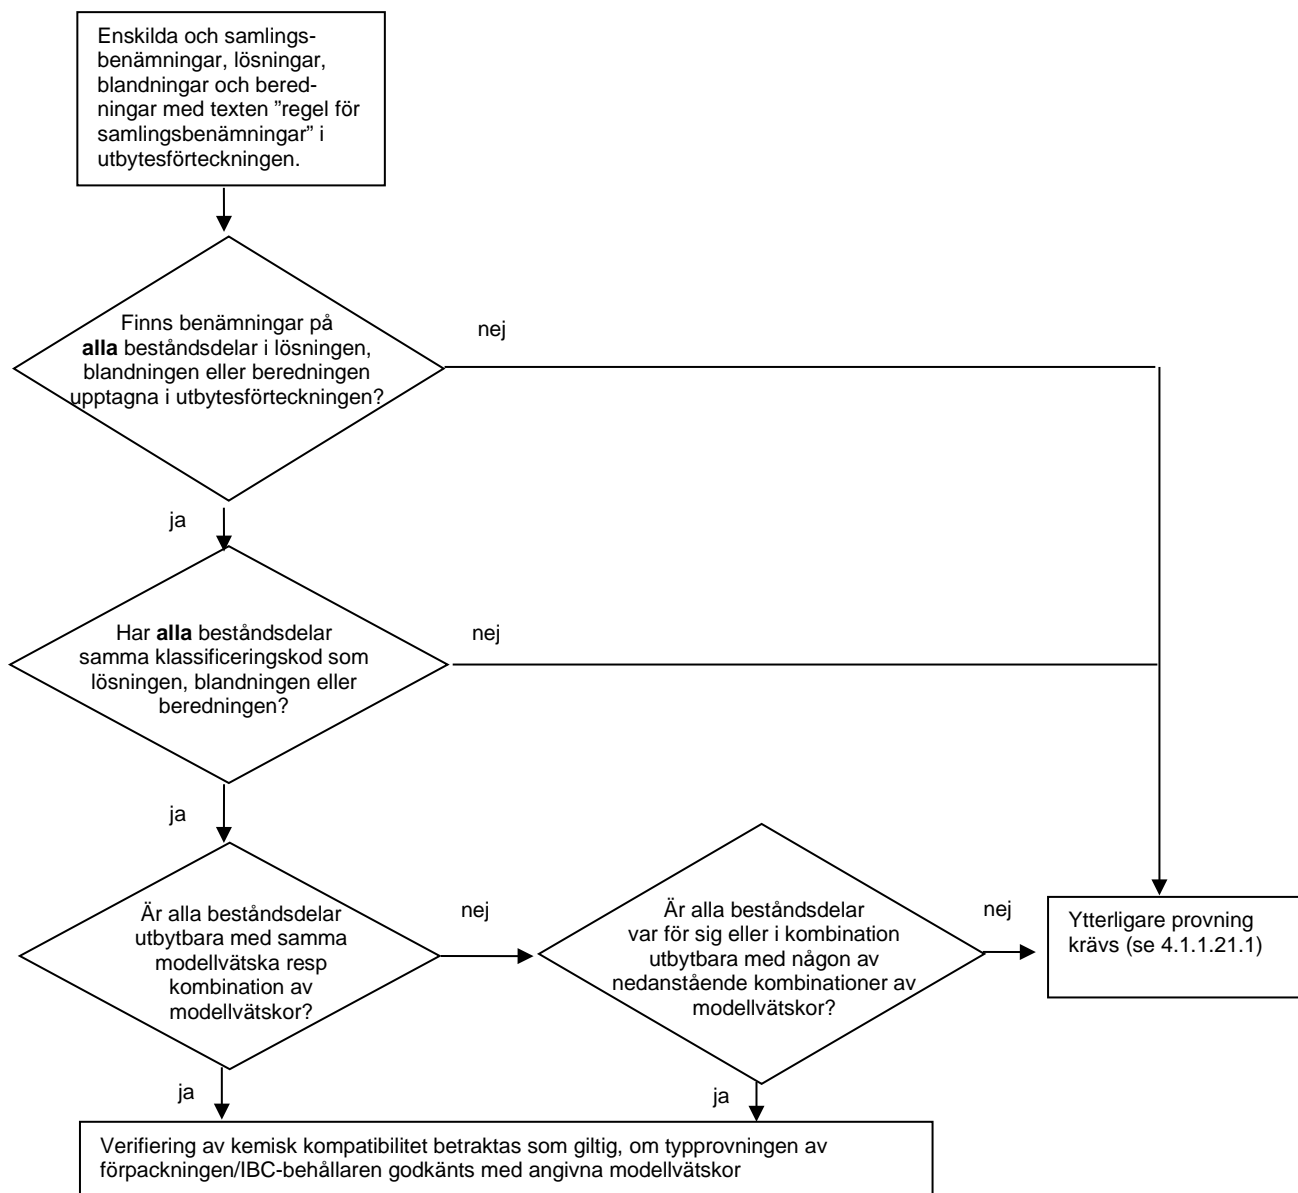 Enskilda och samlings-
benämningar, lösningar,
blandningar och bered-
ningar med texten ”regel för
samlingsbenämningar” i
utbytesförteckningen.
Finns benämningar på
alla beståndsdelar i lösningen,
blandningen eller beredningen
upptagna i utbytesförteckningen?
nej
ja
Har alla beståndsdelar
samma klassificeringskod som
lösningen, blandningen eller
beredningen?
nej
ja
Är alla beståndsdelar
utbytbara med samma
modellvätska resp
kombination av
modellvätskor?
nej
Är alla beståndsdelar
var för sig eller i kombination
utbytbara med någon av
nedanstående kombinationer av
modellvätskor?
nej
Ytterligare provning
krävs (se 4.1.1.21.1)
ja
ja
Verifiering av kemisk kompatibilitet betraktas som giltig, om typprovningen av
förpackningen/IBC-behållaren godkänts med angivna modellvätskor